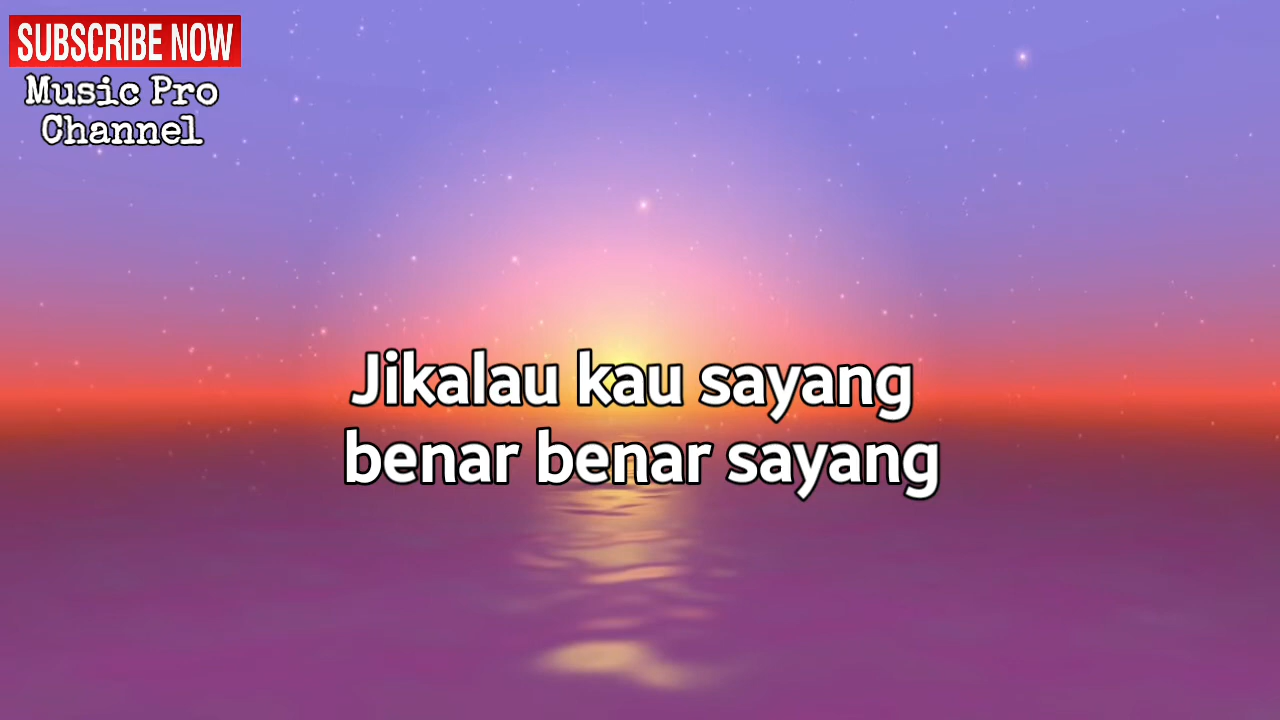 SUBSCRIBE NOW
Music Pro
Channel
Jikalau kau sayang
benar benar sayang